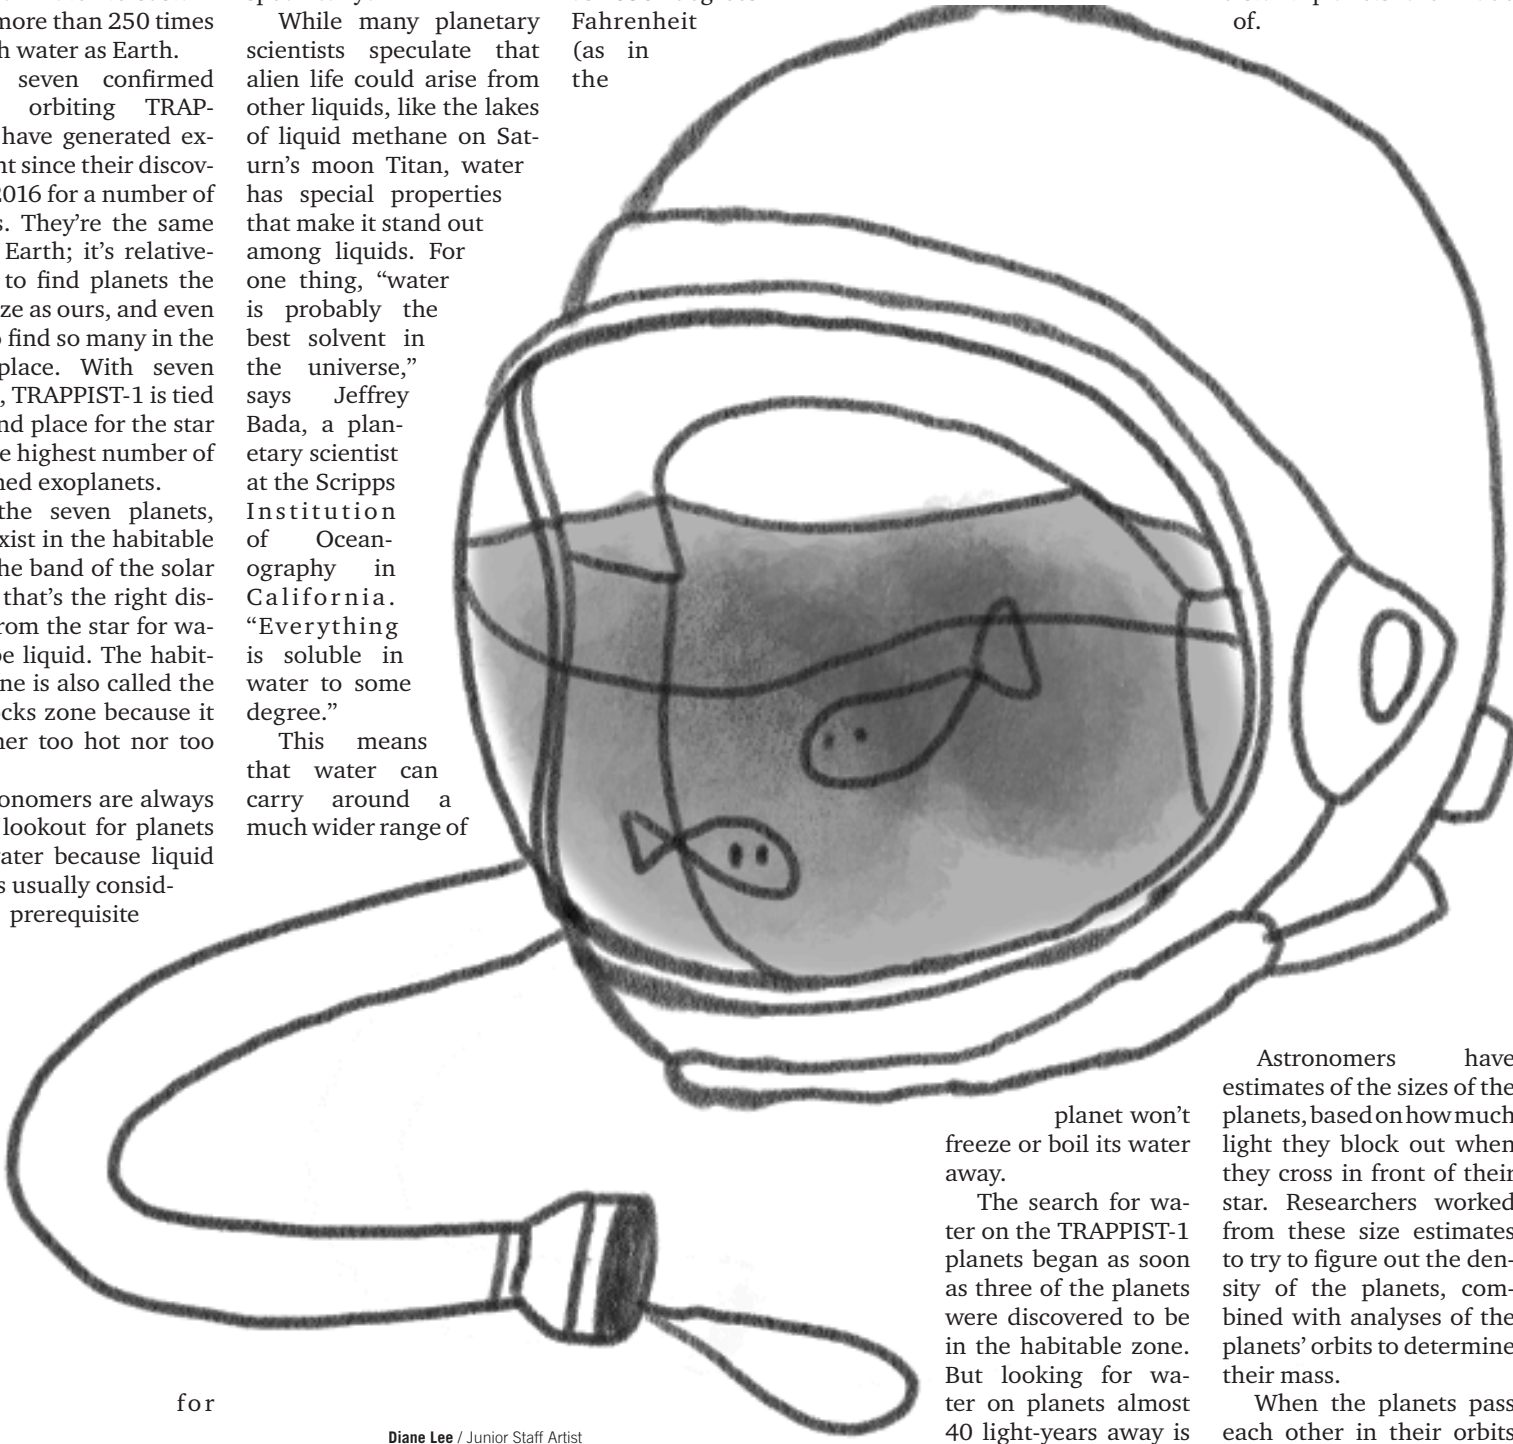 more than 250 times
h water as Earth.
seven confirmed
orbiting TRAP-
have generated ex-
nt since their discov-
2016 for a number of
s. They’re the same
Earth; it’s relative-
to find planets the
ze as ours, and even
o find so many in the
place. With seven
, TRAPPIST-1 is tied
nd place for the star
e highest number of
ned exoplanets.
the seven planets,
xist in the habitable
he band of the solar
that’s the right dis-
rom the star for wa-
be liquid. The habit-
ne is also called the
ocks zone because it
her too hot nor too
onomers are always
lookout for planets
vater because liquid
s usually consid-
prerequisite
for
While many planetary
scientists speculate that
alien life could arise from
other liquids, like the lakes
of liquid methane on Sat-
urn’s moon Titan, water
has special properties
that make it stand out
among liquids. For
one thing, “water
is probably the
best solvent in
the universe,”
says Jeffrey
Bada, a plan-
etary scientist
at the Scripps
Institution
of Ocean-
ography in
California.
“Everything
is soluble in
water to some
degree.”
This means
that water can
carry around a
much wider range of
Fahrenheit
(as in
the
Diane Lee / Junior Staff Artist
planet won’t
freeze or boil its water
away.
The search for wa-
ter on the TRAPPIST-1
planets began as soon
as three of the planets
were discovered to be
in the habitable zone.
But looking for wa-
ter on planets almost
40 light-years away is
of.
Astronomers have
estimates of the sizes of the
planets, based on how much
light they block out when
they cross in front of their
star. Researchers worked
from these size estimates
to try to figure out the den-
sity of the planets, com-
bined with analyses of the
planets’ orbits to determine
their mass.
When the planets pass
each other in their orbits